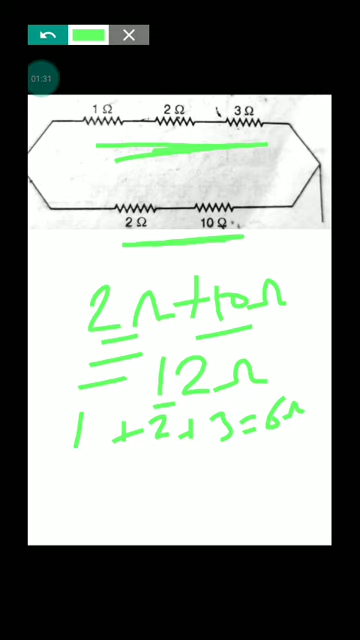 01:31
1 Ω 2 Ω 3 Ω
2 Ω 10 Ω
2Ω+10Ω
= 12Ω
1 + 2 + 3 = 6Ω